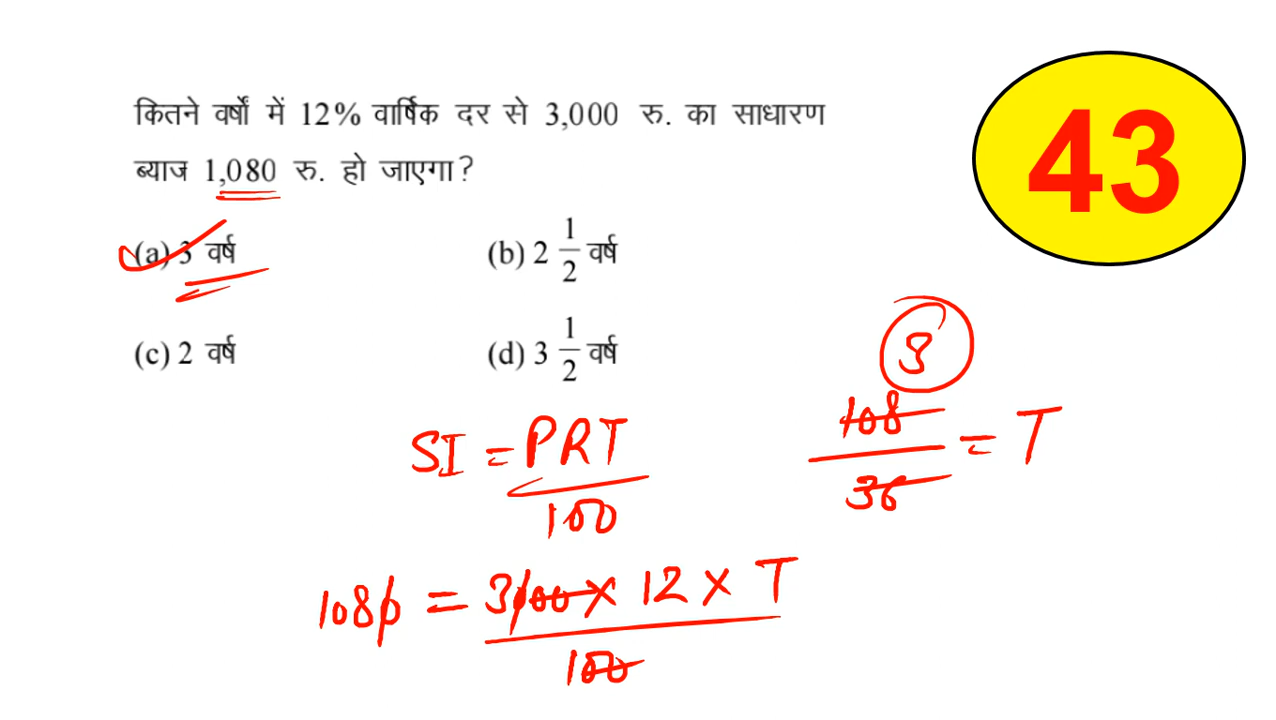 कितने वर्षों में 12% वार्षिक दर से 3,000 रु. का साधारण
ब्याज 1,080 रु. हो जाएगा?
(a) 3 वर्ष
(b) 2 1/2 वर्ष
(c) 2 वर्ष
(d) 3 1/2 वर्ष
43
SI = PRT/100
1080 = 3000 × 12 × T/100
3
108/36 = T